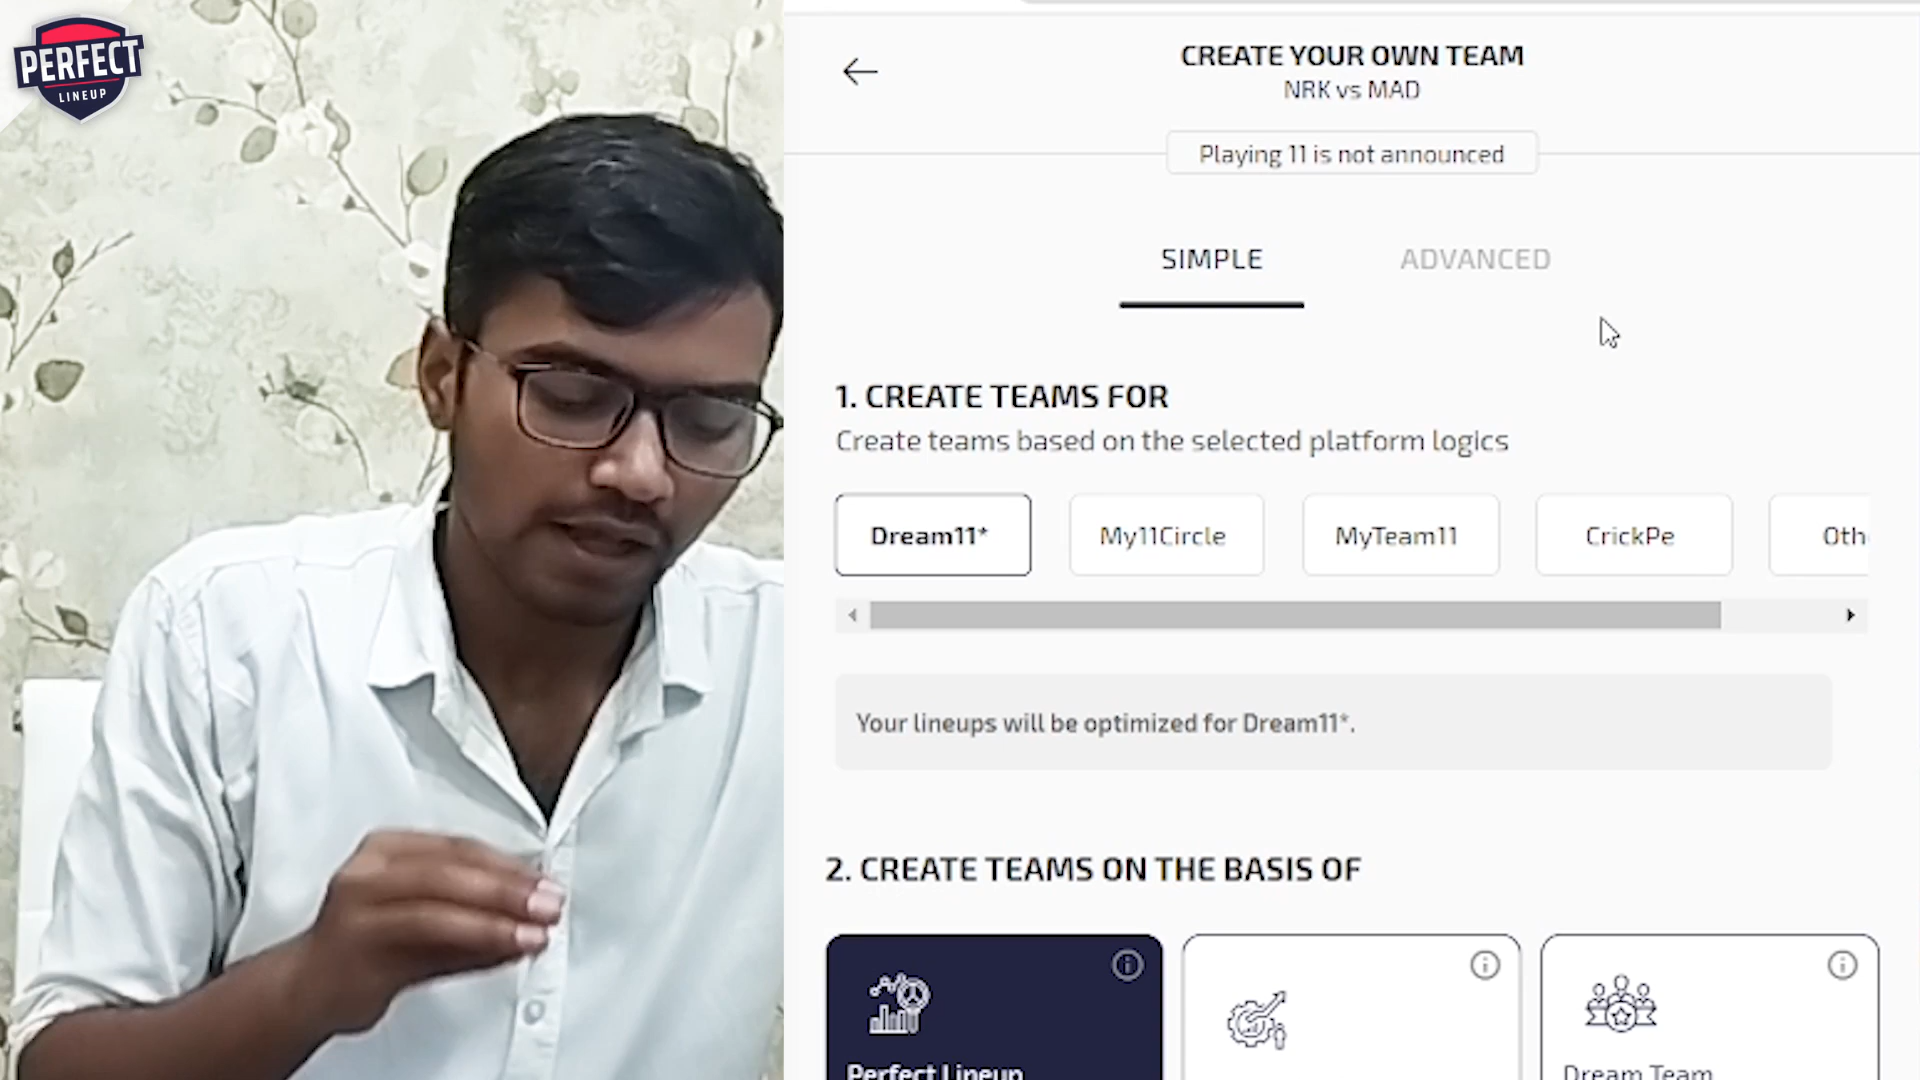 PERFECT
LINEUP
CREATE YOUR OWN TEAM
NRK vs MAD
Playing 11 is not announced
SIMPLE
ADVANCED
1. CREATE TEAMS FOR
Create teams based on the selected platform logics
Dream11*
My11Circle
MyTeam11
CrickPe
Oth
Your lineups will be optimized for Dream11*.
2. CREATE TEAMS ON THE BASIS OF
Perfect Lineup
Dream Team